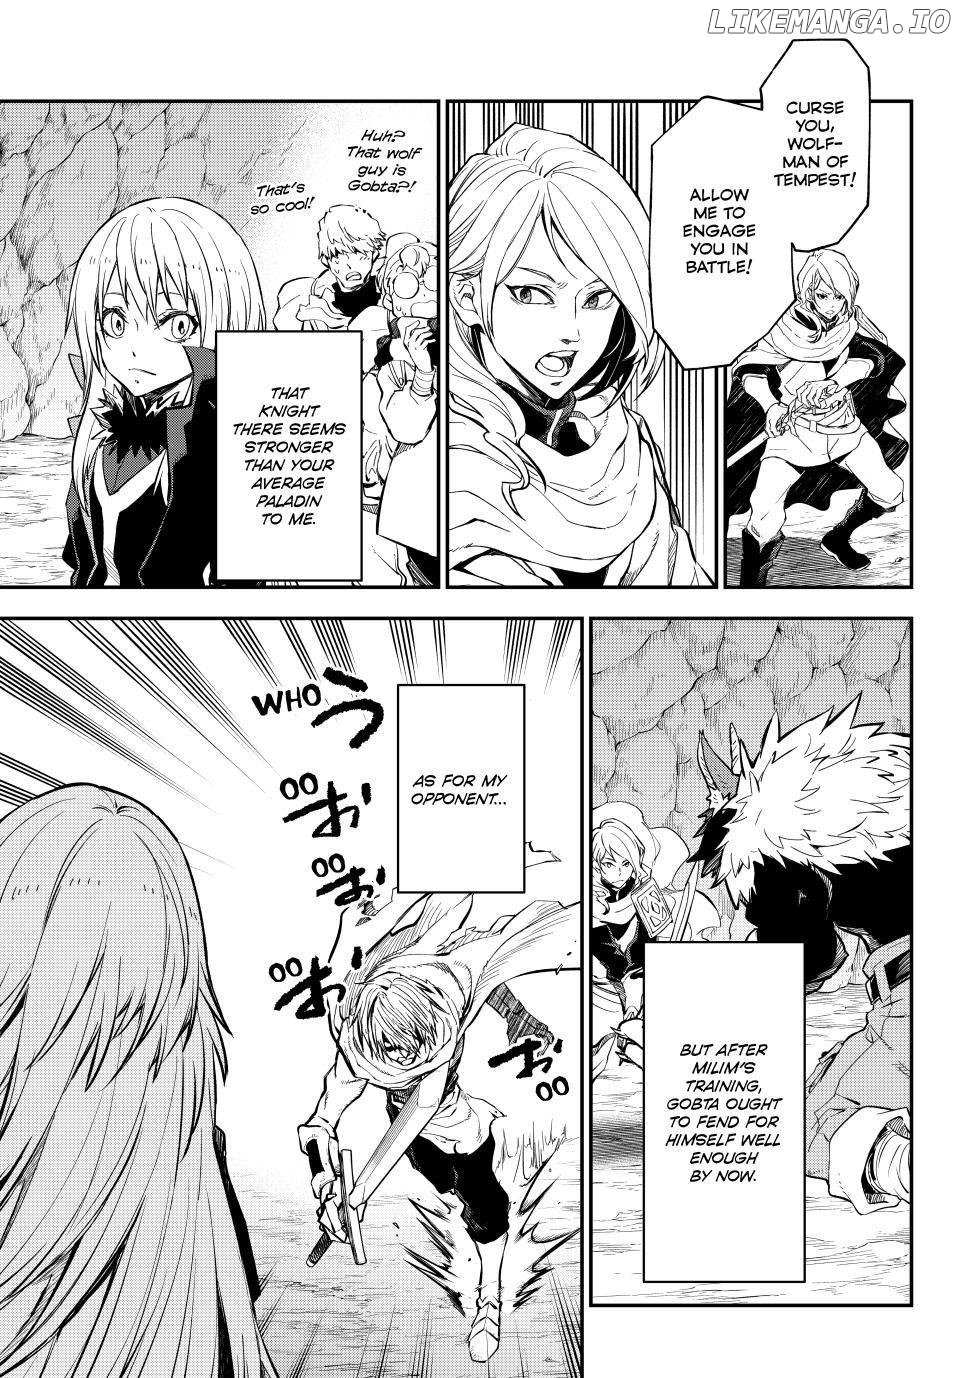 LIKEMANGA.IO
CURSE
YOU,
WOLF-
MAN OF
TEMPEST!
ALLOW
ME TO
ENGAGE
YOU IN
BATTLE!
Huh?
That wolf
guy is
Gobta?!
That's
so cool!
THAT
KNIGHT
THERE SEEMS
STRONGER
THAN YOUR
AVERAGE
PALADIN
TO ME.
BUT AFTER
MILIM'S
TRAINING,
GOBTA OUGHT
TO FEND FOR
HIMSELF WELL
ENOUGH
BY NOW.
AS FOR MY
OPPONENT...
WHO
う
OO
お
OO
お
OO
お
お
OO